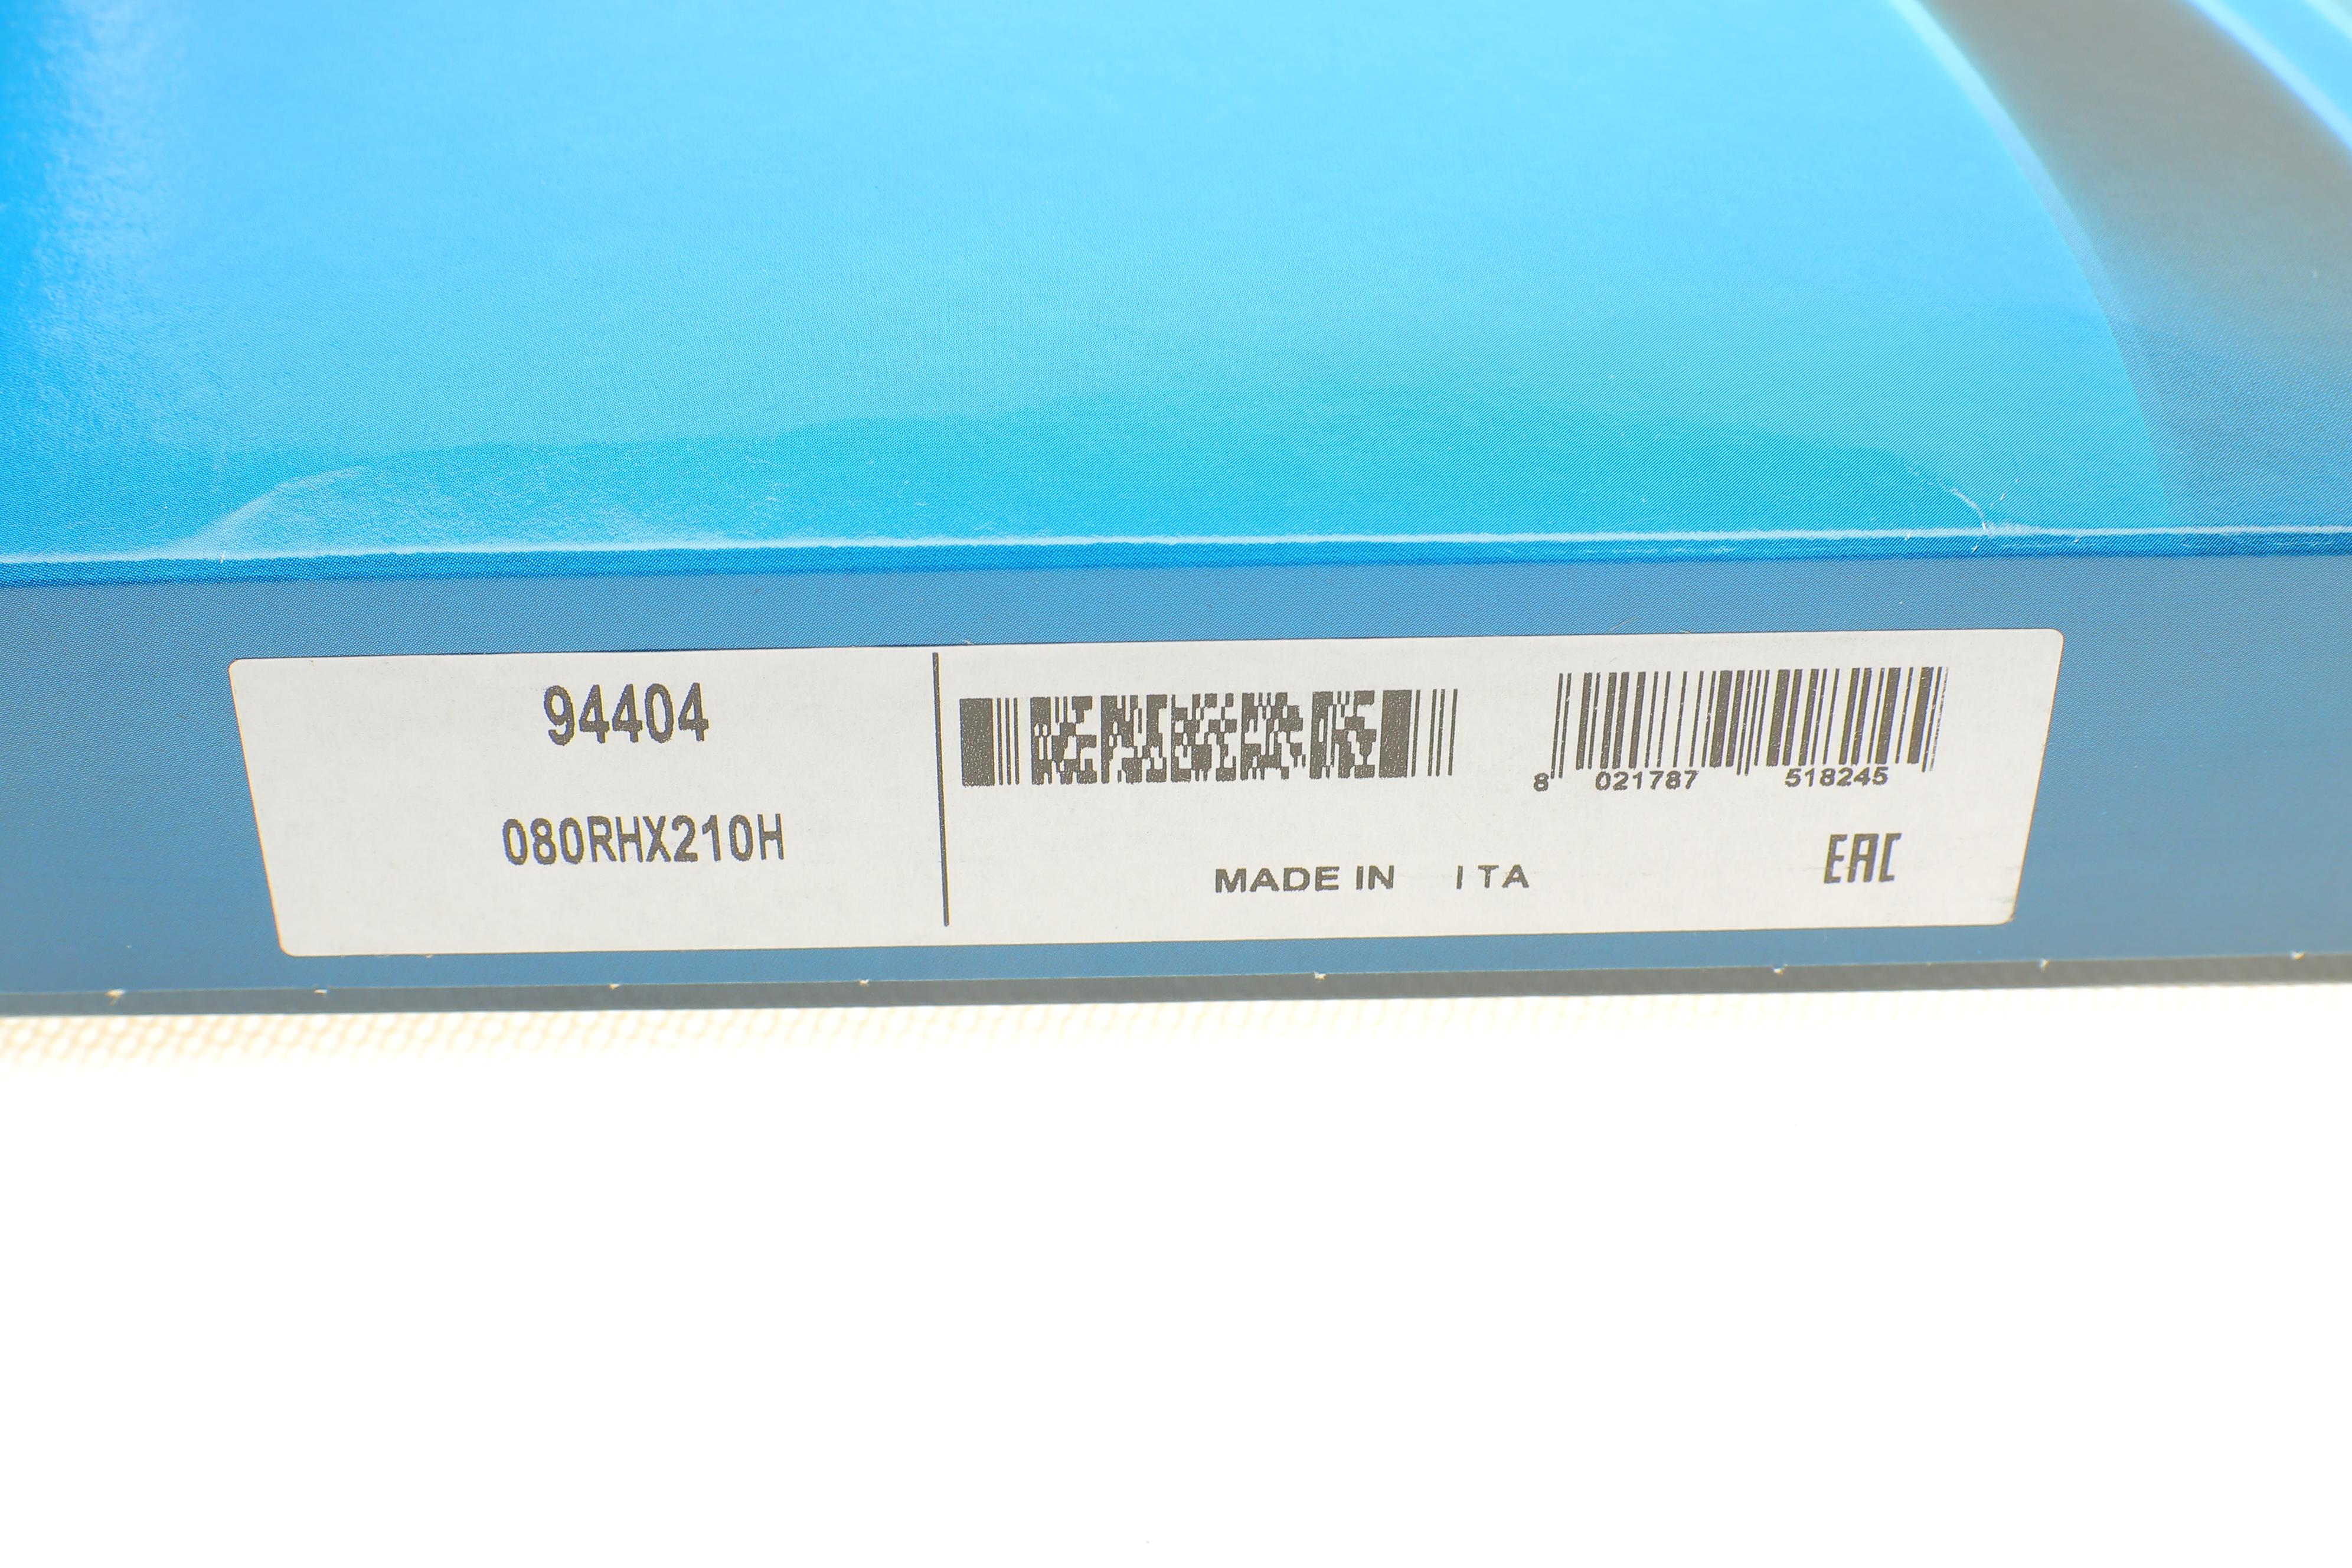 94404
080RHX210H
8 021787 518245
MADE IN ITA
EAC